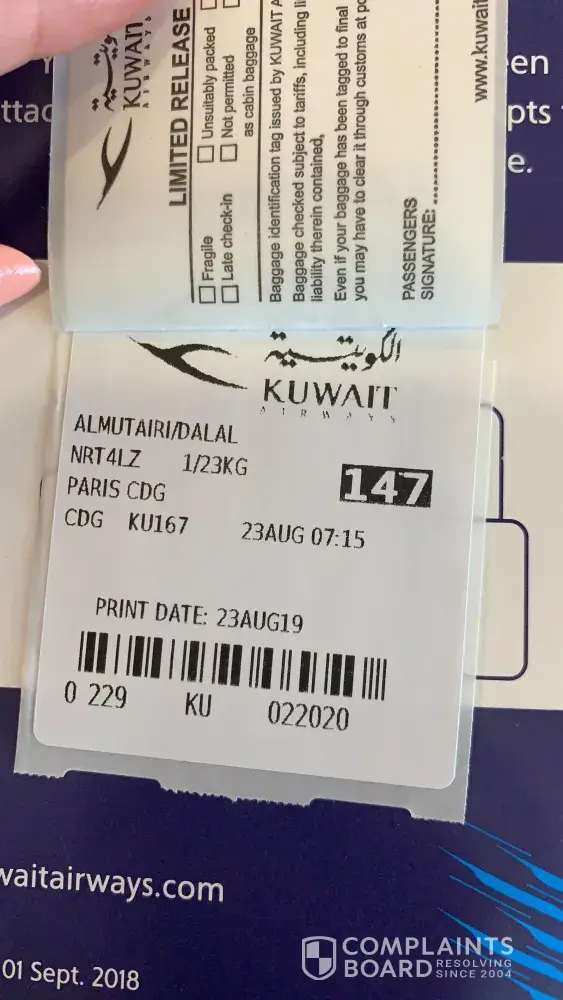 KUWAIT
AIRWAYS
LIMITED RELEASE
Unsuitably packed
Fragile
Not permitted
as cabin baggage
Late check-in
Baggage identification tag issued by KUWAIT
Baggage checked subject to tariffs, including
liability therein contained,
Even if your baggage has been tagged to final
you may have to clear it through customs at
PASSENGERS
SIGNATURE:
www.kuwait
الكويتية
KUWAIT
AIRWAYS
ALMUTAIRI/DALAL
NRT4LZ 1/23KG
147
PARIS CDG
CDG KU167 23AUG 07:15
PRINT DATE: 23AUG19
0 229 KU 022020
waitairways.com
01 Sept. 2018
COMPLAINTS
BOARD RESOLVING
SINCE 2004